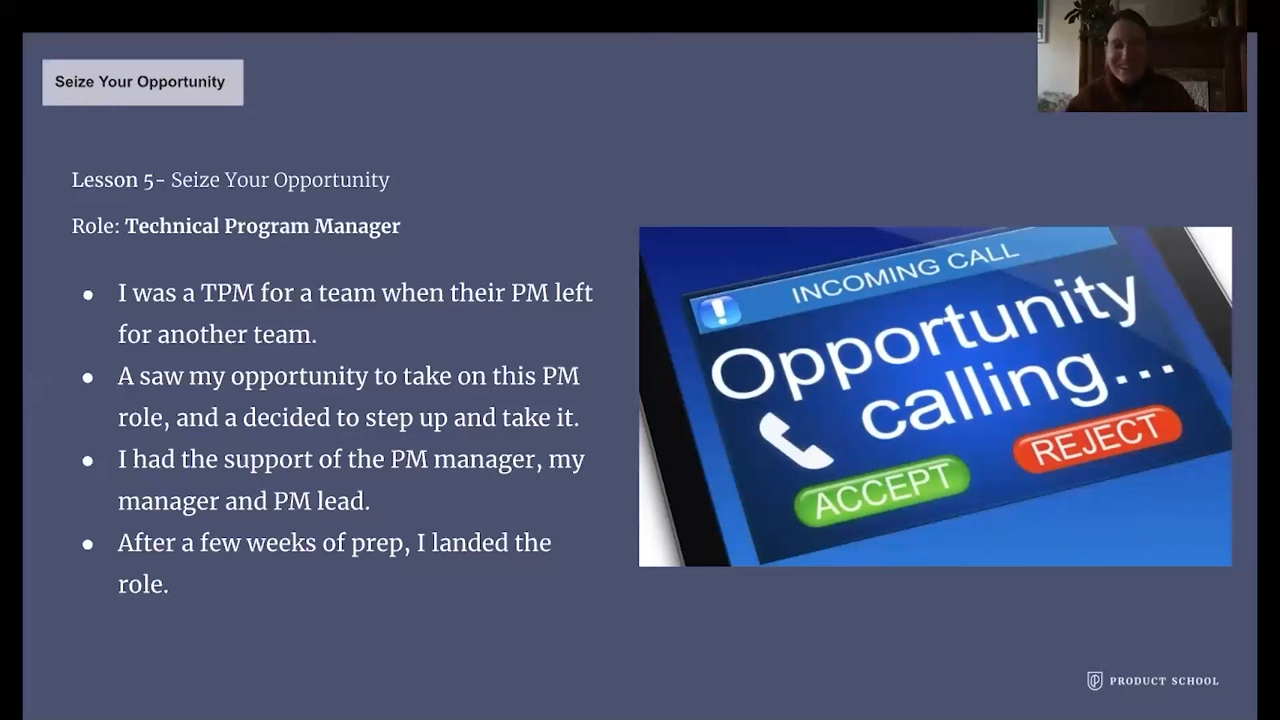 Seize Your Opportunity
Lesson 5- Seize Your Opportunity
Role: Technical Program Manager
● I was a TPM for a team when their PM left
for another team.
● A saw my opportunity to take on this PM
role, and a decided to step up and take it.
● I had the support of the PM manager, my
manager and PM lead.
● After a few weeks of prep, I landed the
role.
INCOMING CALL
!
Opportunity
calling...
ACCEPT
REJECT
PRODUCT SCHOOL